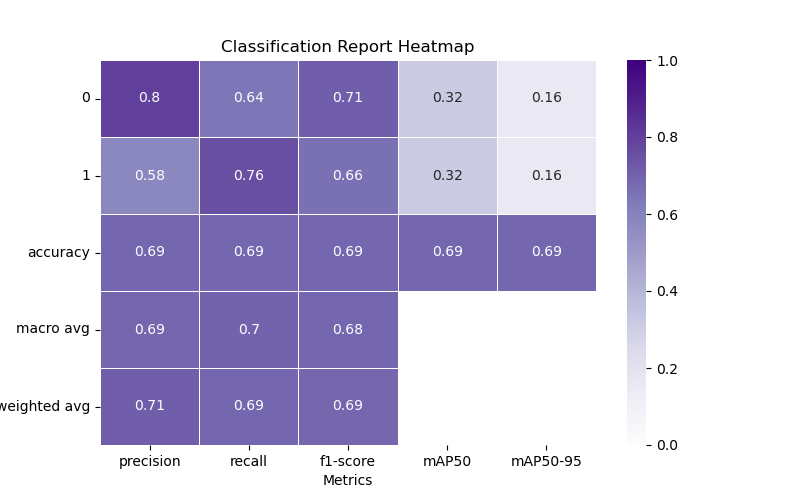 Classification Report Heatmap
0 0.8 0.64 0.71 0.32 0.16
1 0.58 0.76 0.66 0.32 0.16
accuracy 0.69 0.69 0.69 0.69 0.69
macro avg 0.69 0.7 0.68
weighted avg 0.71 0.69 0.69
precision recall f1-score mAP50 mAP50-95
Metrics
1.0
0.8
0.6
0.4
0.2
0.0